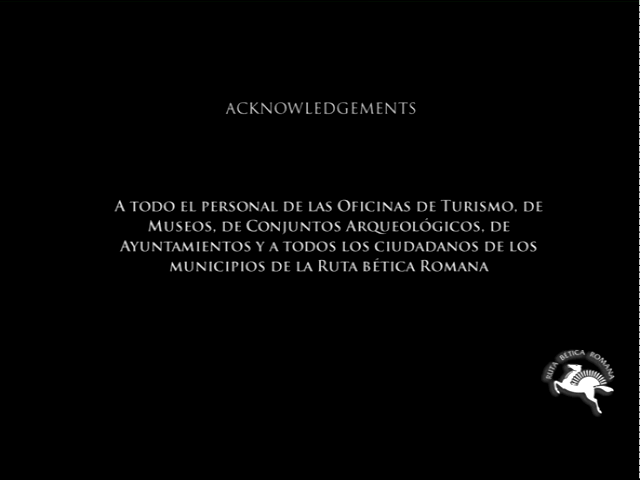 ACKNOWLEDGEMENTS
A TODO EL PERSONAL DE LAS OFICINAS DE TURISMO, DE
MUSEOS, DE CONJUNTOS ARQUEOLÓGICOS, DE
AYUNTAMIENTOS Y A TODOS LOS CIUDADANOS DE LOS
MUNICIPIOS DE LA RUTA BÉTICA ROMANA
RUTA BÉTICA ROMANA